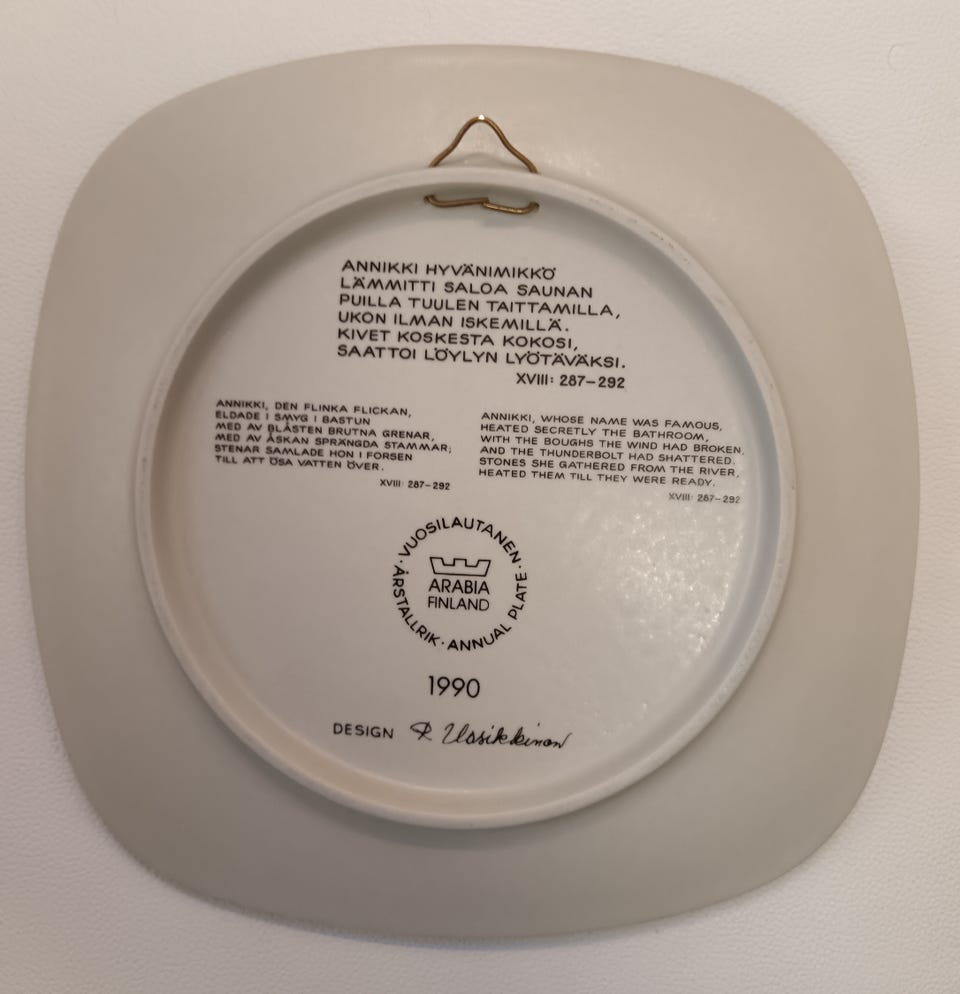 ANNIKKI HYVÄNIMIKKO
LÄMMITTI SALOA SAUNAN
PUILLA TUULEN TAITTAMILLA,
UKON ILMAN ISKEMILLÄ.
KIVET KOSKESTA KOKOSI,
SAATTOI LÖYLYN LYÖTÄVÄKSI.
XVIII: 287–292
ANNIKKI, DEN FLINKA FLICKAN,
ELDADE I SMYG I BASTUN
MED AV BLÅSTEN BRUTNA GRENAR,
MED AV ÅSKAN SPRÄNGDA STAMMAR;
STENAR SAMLADE HON I FORSEN
TILL ATT ÖSA VATTEN ÖVER.
XVIII: 287–292
ANNIKKI, WHOSE NAME WAS FAMOUS,
HEATED SECRETLY THE BATHROOM,
WITH THE BOUGHS THE WIND HAD BROKEN,
AND THE THUNDERBOLT HAD SHATTERED.
STONES SHE GATHERED FROM THE RIVER,
HEATED THEM TILL THEY WERE READY.
XVIII: 287–292
· VUOSILAUTANEN · ANNUAL PLATE · ÅRSTALLRIK
ARABIA
FINLAND
1990
DESIGN R Uosikkinen